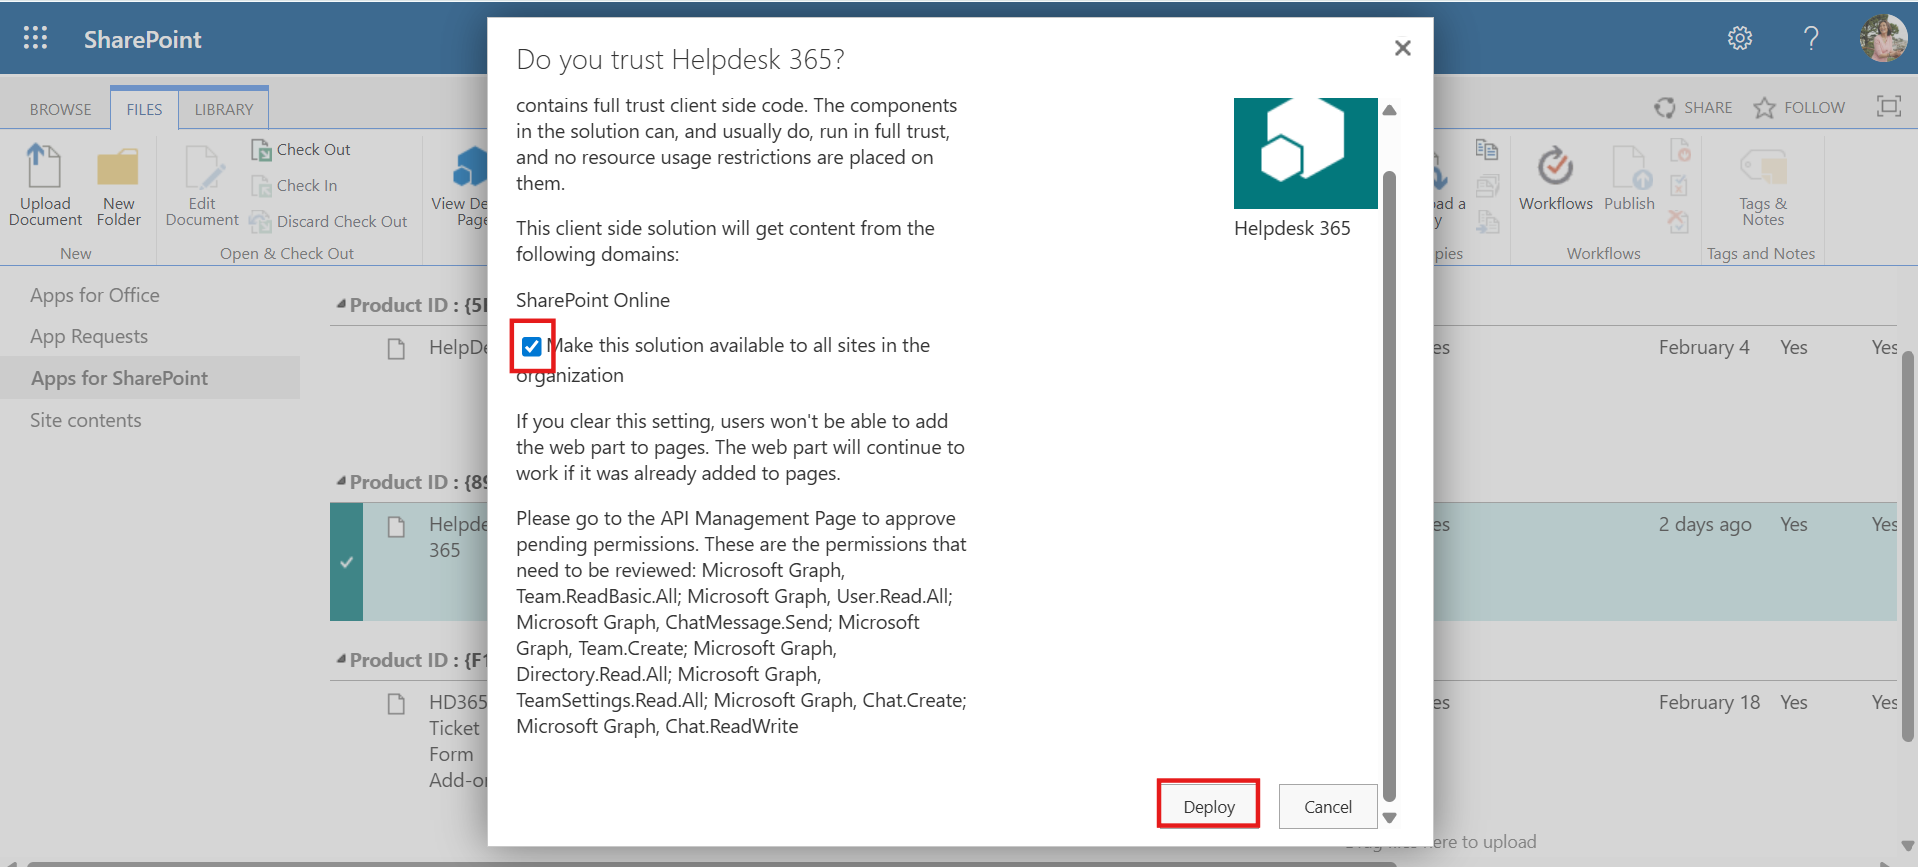 SharePoint
BROWSE
FILES
LIBRARY
SHARE
FOLLOW
Upload
Document
New
Folder
New
Edit
Document
Check Out
Check In
Discard Check Out
Open & Check Out
View De
Page
ad a
y
pies
Workflows
Publish
Workflows
Tags &
Notes
Tags and Notes
Apps for Office
App Requests
Apps for SharePoint
Site contents
Product ID : {5
HelpDe
es
February 4
Yes
Yes
Product ID : {89
Helpde
365
es
2 days ago
Yes
Yes
Product ID : {F1
HD365
Ticket
Form
Add-o
es
February 18
Yes
Yes
Do you trust Helpdesk 365?
contains full trust client side code. The components
in the solution can, and usually do, run in full trust,
and no resource usage restrictions are placed on
them.
Helpdesk 365
This client side solution will get content from the
following domains:
SharePoint Online
Make this solution available to all sites in the
organization
If you clear this setting, users won't be able to add
the web part to pages. The web part will continue to
work if it was already added to pages.
Please go to the API Management Page to approve
pending permissions. These are the permissions that
need to be reviewed: Microsoft Graph,
Team.ReadBasic.All; Microsoft Graph, User.Read.All;
Microsoft Graph, ChatMessage.Send; Microsoft
Graph, Team.Create; Microsoft Graph,
Directory.Read.All; Microsoft Graph,
TeamSettings.Read.All; Microsoft Graph, Chat.Create;
Microsoft Graph, Chat.ReadWrite
Deploy
Cancel
here to upload